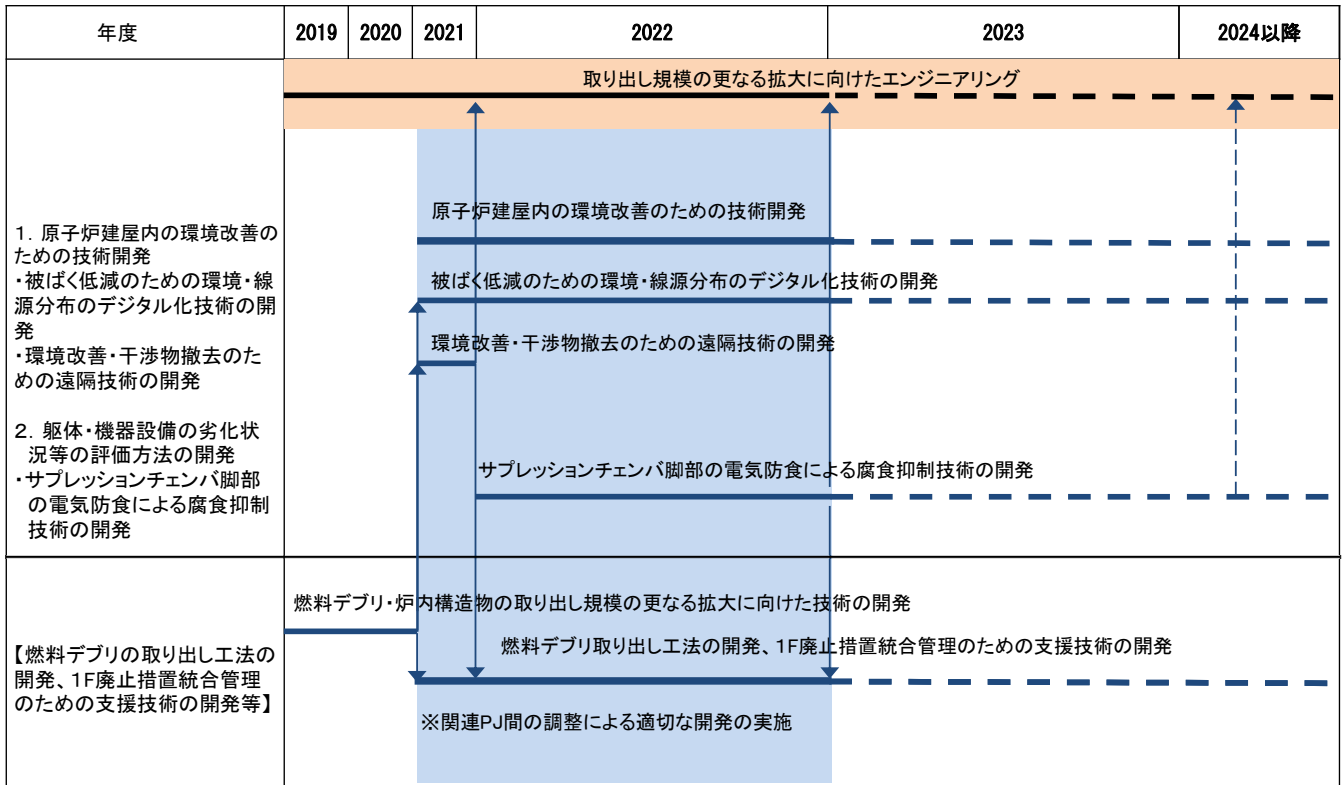 年度 2019 2020 2021 2022 2023 2024以降
取り出し規模の更なる拡大に向けたエンジニアリング
1．原子炉建屋内の環境改善の
ための技術開発
・被ばく低減のための環境・線
源分布のデジタル化技術の開
発
・環境改善・干渉物撤去のた
めの遠隔技術の開発
2．躯体・機器設備の劣化状
況等の評価方法の開発
・サプレッションチェンバ脚部
の電気防食による腐食抑制
技術の開発
原子炉建屋内の環境改善のための技術開発
被ばく低減のための環境・線源分布のデジタル化技術の開発
環境改善・干渉物撤去のための遠隔技術の開発
サプレッションチェンバ脚部の電気防食による腐食抑制技術の開発
【燃料デブリの取り出し工法の
開発、1F廃止措置統合管理
のための支援技術の開発等】
燃料デブリ・炉内構造物の取り出し規模の更なる拡大に向けた技術の開発
燃料デブリ取り出し工法の開発、1F廃止措置統合管理のための支援技術の開発
※関連PJ間の調整による適切な開発の実施